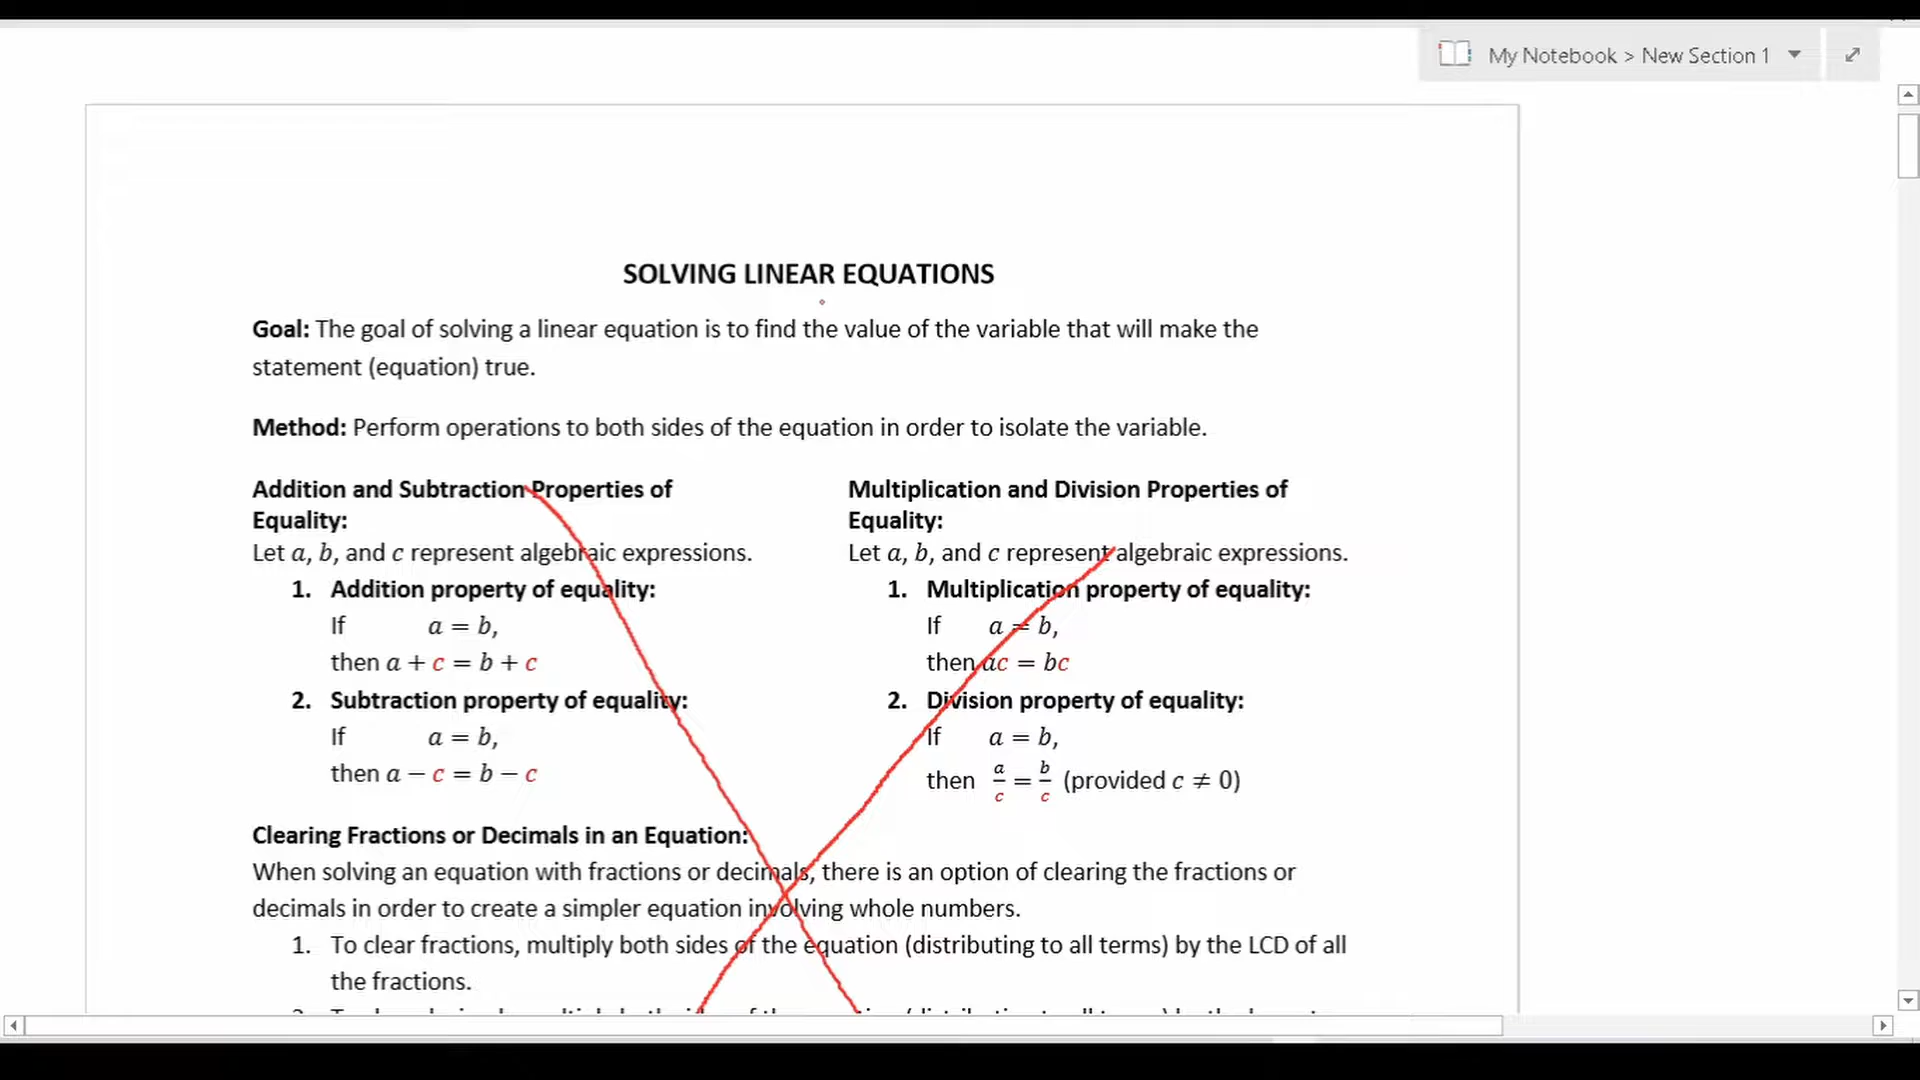 My Notebook > New Section 1
SOLVING LINEAR EQUATIONS
Goal: The goal of solving a linear equation is to find the value of the variable that will make the
statement (equation) true.
Method: Perform operations to both sides of the equation in order to isolate the variable.
Addition and Subtraction Properties of
Equality:
Let a, b, and c represent algebraic expressions.
1. Addition property of equality:
If a = b,
then a + c = b + c
2. Subtraction property of equality:
If a = b,
then a − c = b − c
Multiplication and Division Properties of
Equality:
Let a, b, and c represent algebraic expressions.
1. Multiplication property of equality:
If a = b,
then ac = bc
2. Division property of equality:
If a = b,
then a/c = b/c (provided c ≠ 0)
Clearing Fractions or Decimals in an Equation:
When solving an equation with fractions or decimals, there is an option of clearing the fractions or
decimals in order to create a simpler equation involving whole numbers.
1. To clear fractions, multiply both sides of the equation (distributing to all terms) by the LCD of all
the fractions.